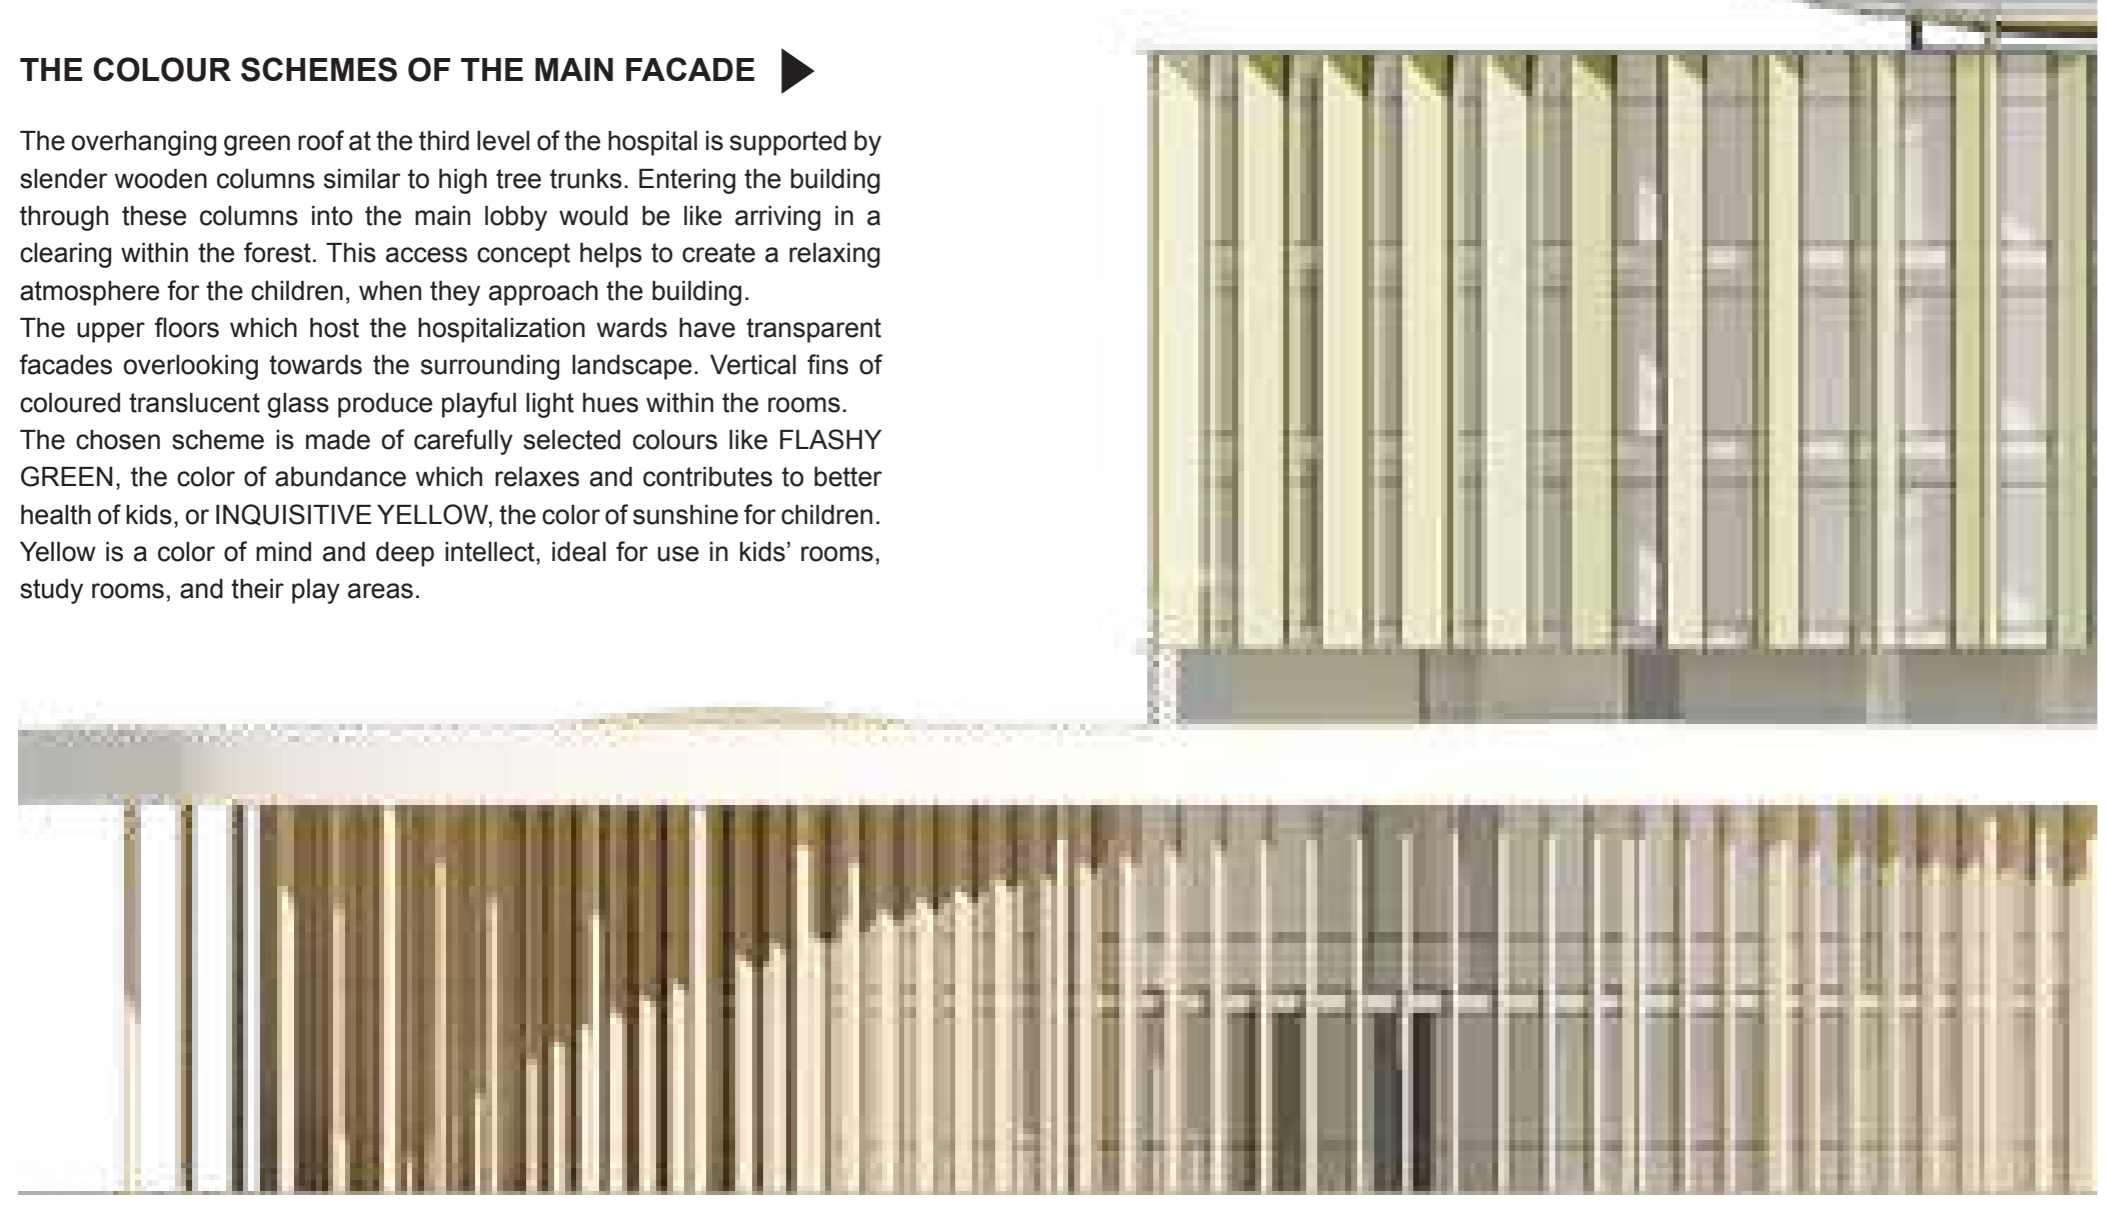 THE COLOUR SCHEMES OF THE MAIN FACADE
The overhanging green roof at the third level of the hospital is supported by
slender wooden columns similar to high tree trunks. Entering the building
through these columns into the main lobby would be like arriving in a
clearing within the forest. This access concept helps to create a relaxing
atmosphere for the children, when they approach the building.
The upper floors which host the hospitalization wards have transparent
facades overlooking towards the surrounding landscape. Vertical fins of
coloured translucent glass produce playful light hues within the rooms.
The chosen scheme is made of carefully selected colours like FLASHY
GREEN, the color of abundance which relaxes and contributes to better
health of kids, or INQUISITIVE YELLOW, the color of sunshine for children.
Yellow is a color of mind and deep intellect, ideal for use in kids’ rooms,
study rooms, and their play areas.